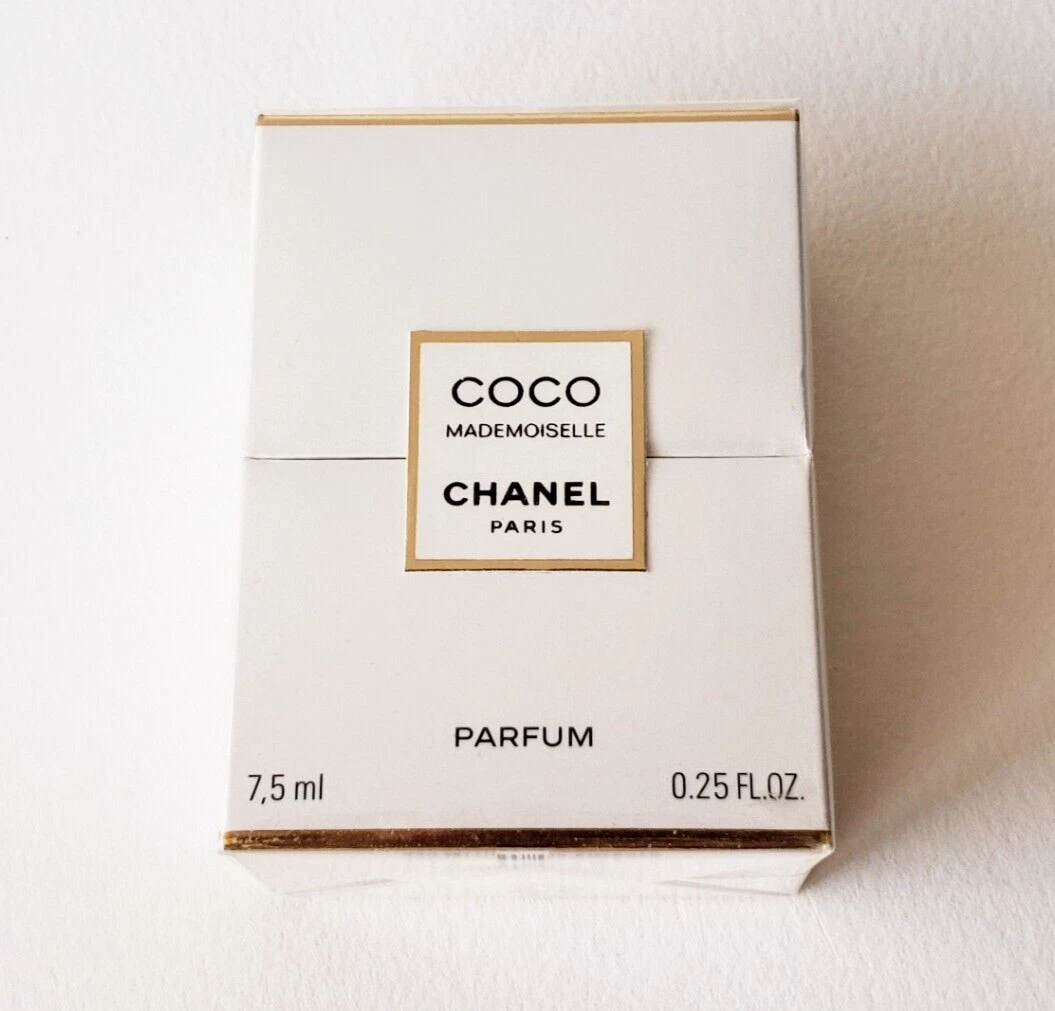 COCO
MADEMOISELLE
CHANEL
PARIS
PARFUM
7,5 ml
0.25 FL.OZ.